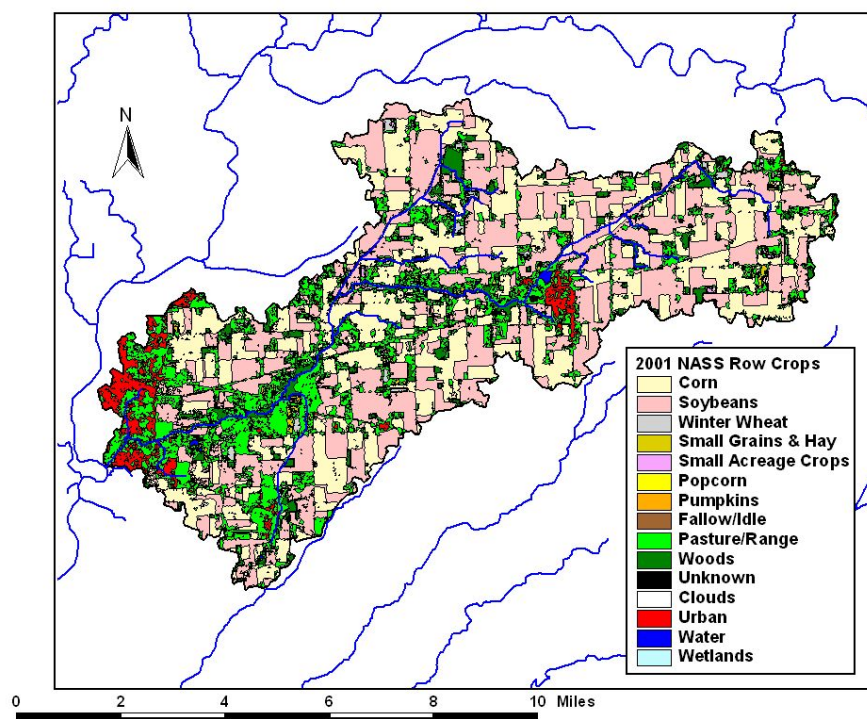 N
2001 NASS Row Crops
Corn
Soybeans
Winter Wheat
Small Grains & Hay
Small Acreage Crops
Popcorn
Pumpkins
Fallow/Idle
Pasture/Range
Woods
Unknown
Clouds
Urban
Water
Wetlands
0 2 4 6 8 10 Miles